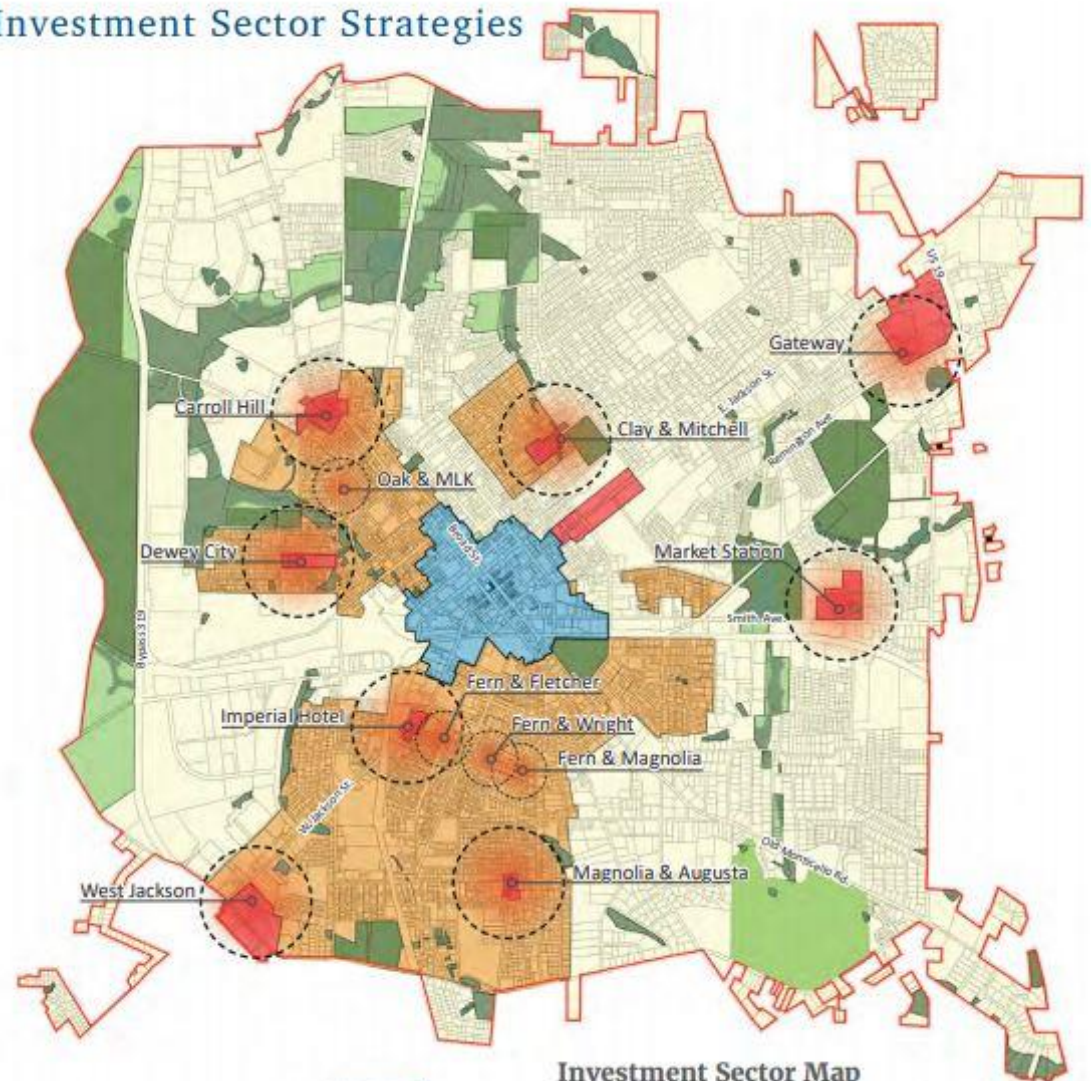 Investment Sector Strategies
US 19
Gateway
E. Jackson St.
Carroll Hill
Clay & Mitchell
Remington Ave.
Oak & MLK
Broad St.
Dewey City
Market Station
Smith Ave.
Bypass 319
Fern & Fletcher
Imperial Hotel
Fern & Wright
Fern & Magnolia
W. Jackson St.
Old Monticello Rd.
Magnolia & Augusta
West Jackson
Investment Sector Map